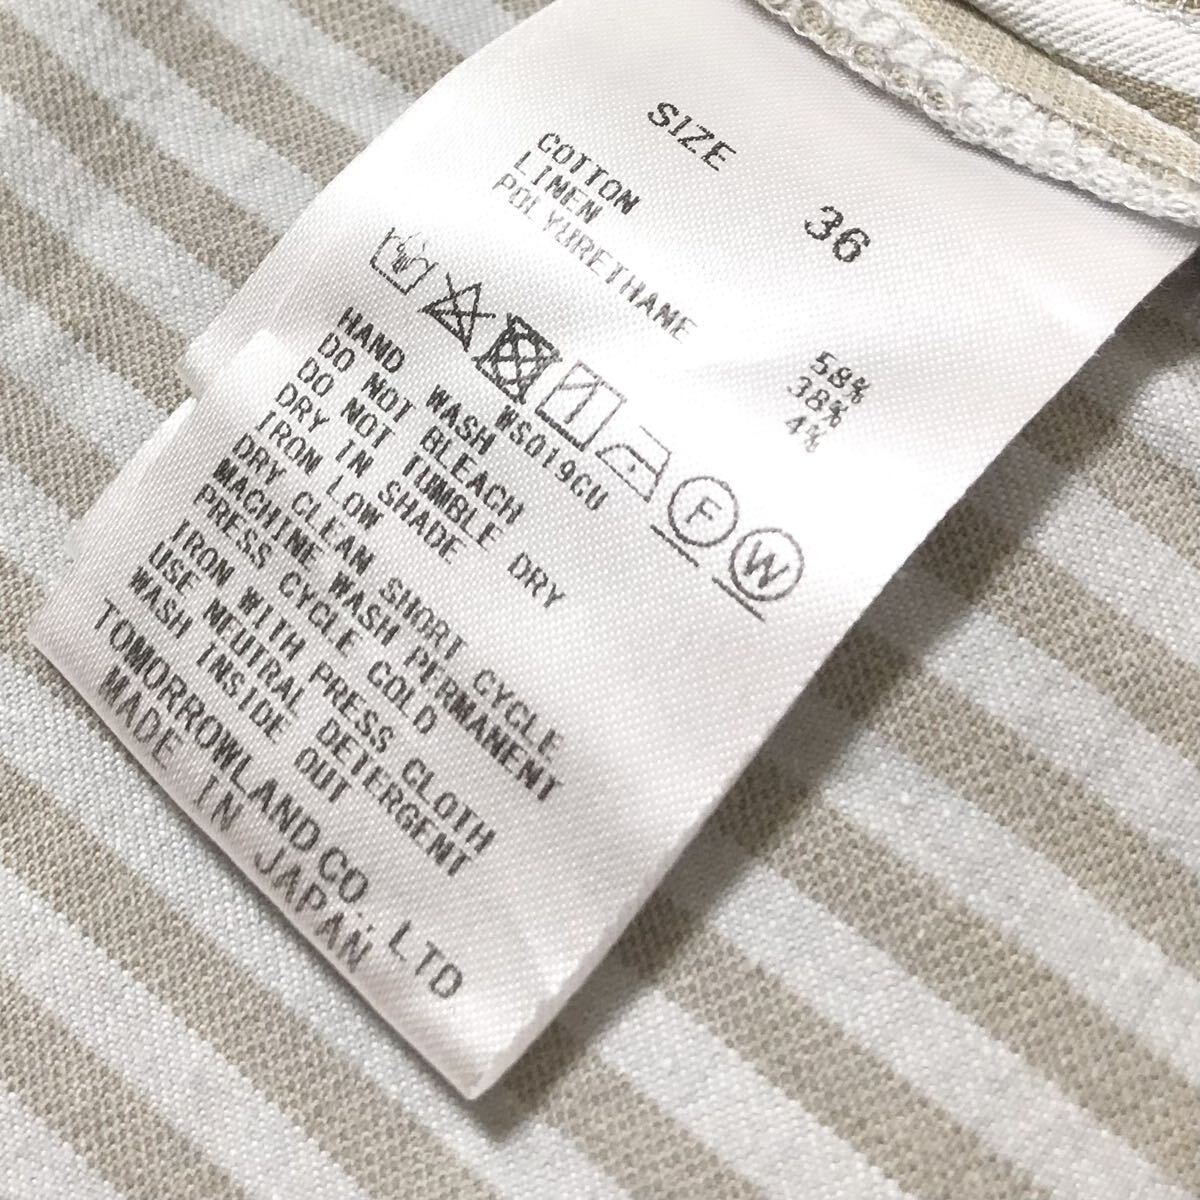 SIZE 36
COTTON 58%
LINEN 38%
POLYURETHANE 4%
F W
WS019GU
HAND WASH
DO NOT BLEACH
DO NOT TUMBLE DRY
DRY IN SHADE
IRON LOW
DRY CLEAN SHORT CYCLE
MACHINE WASH PERMANENT
PRESS CYCLE COLD
IRON WITH PRESS CLOTH
USE NEUTRAL DETERGENT
WASH INSIDE OUT
TOMORROWLAND CO.,LTD
MADE IN JAPAN